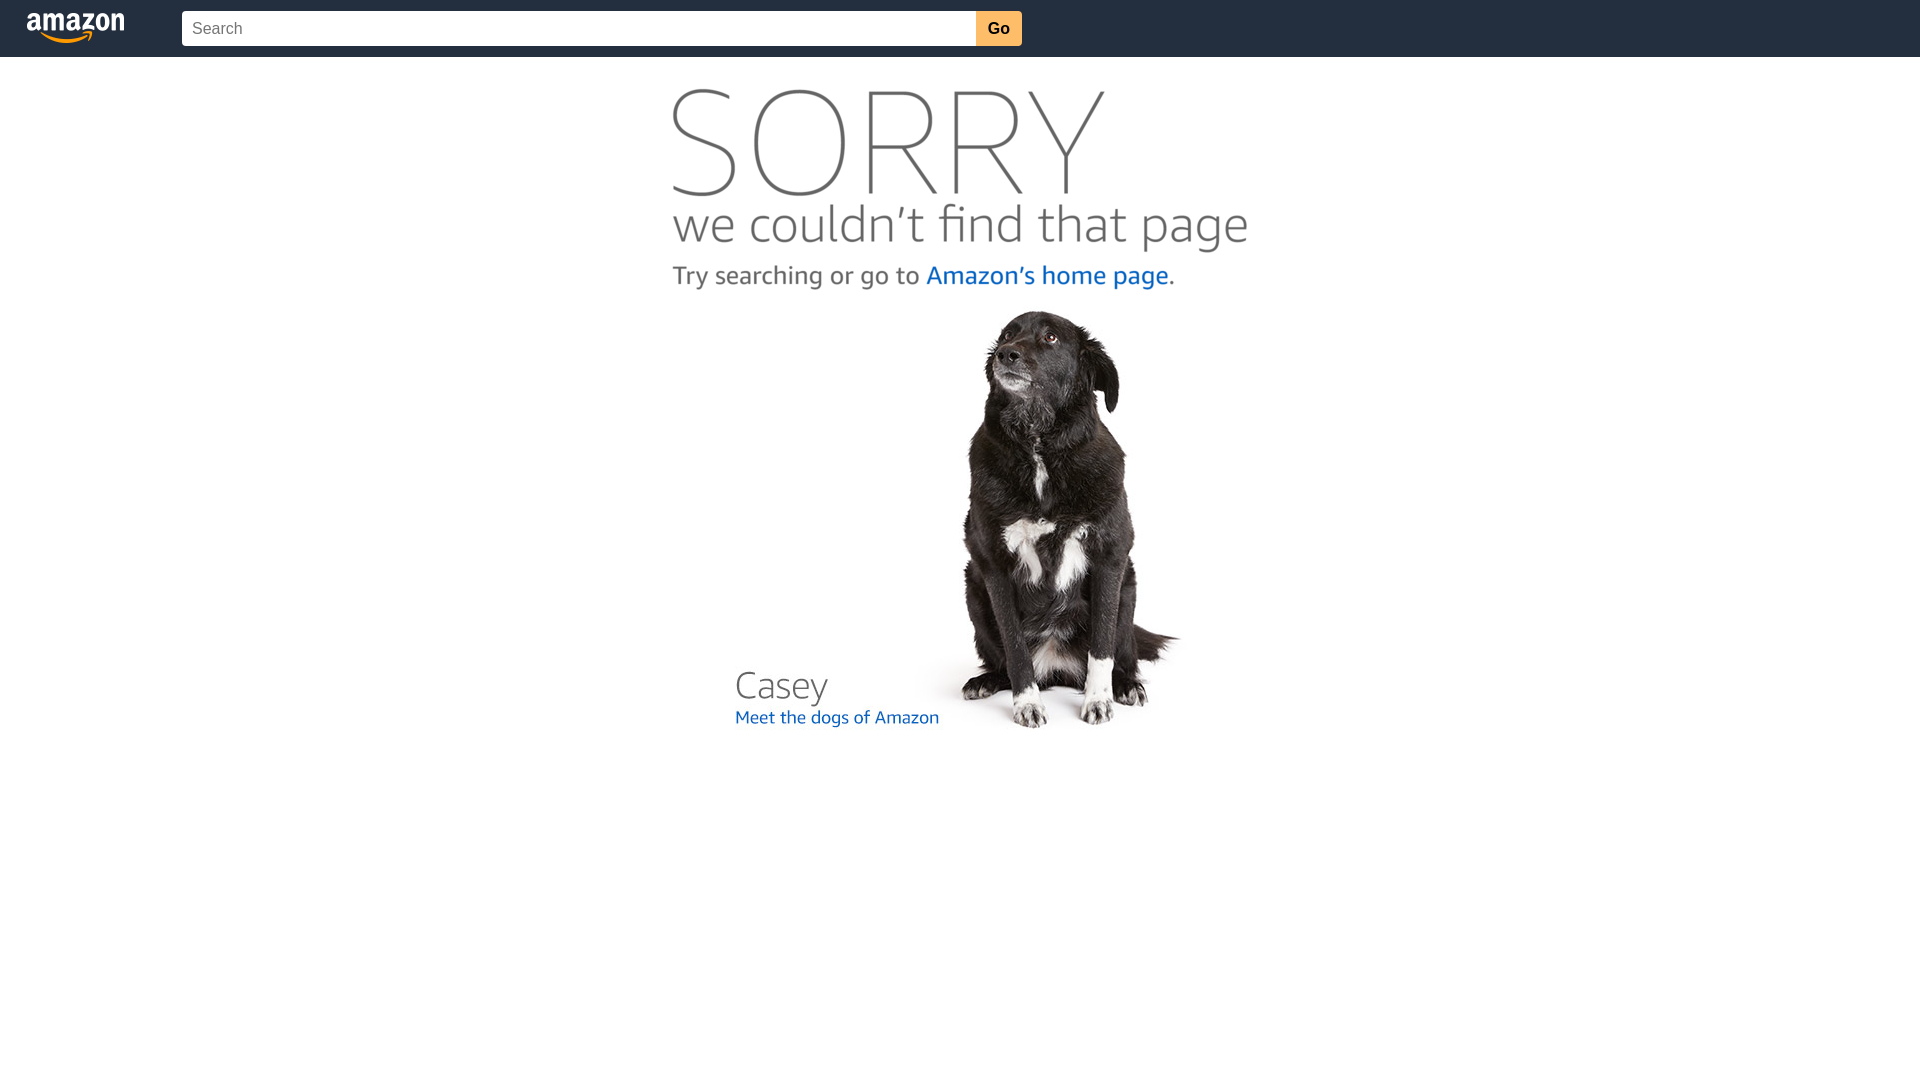 amazon
Search
Go
SORRY
we couldn't find that page
Try searching or go to Amazon's home page.
Casey
Meet the dogs of Amazon